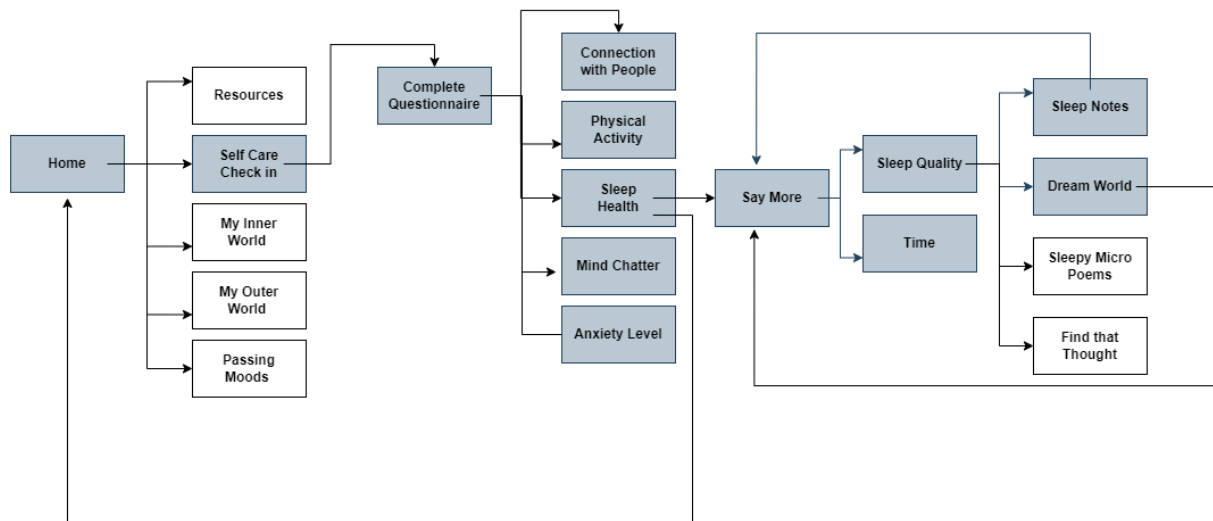 Home
Resources
Self Care
Check in
My Inner
World
My Outer
World
Passing
Moods
Complete
Questionnaire
Connection
with People
Physical
Activity
Sleep
Health
Mind Chatter
Anxiety Level
Say More
Sleep Quality
Time
Sleep Notes
Dream World
Sleepy Micro
Poems
Find that
Thought